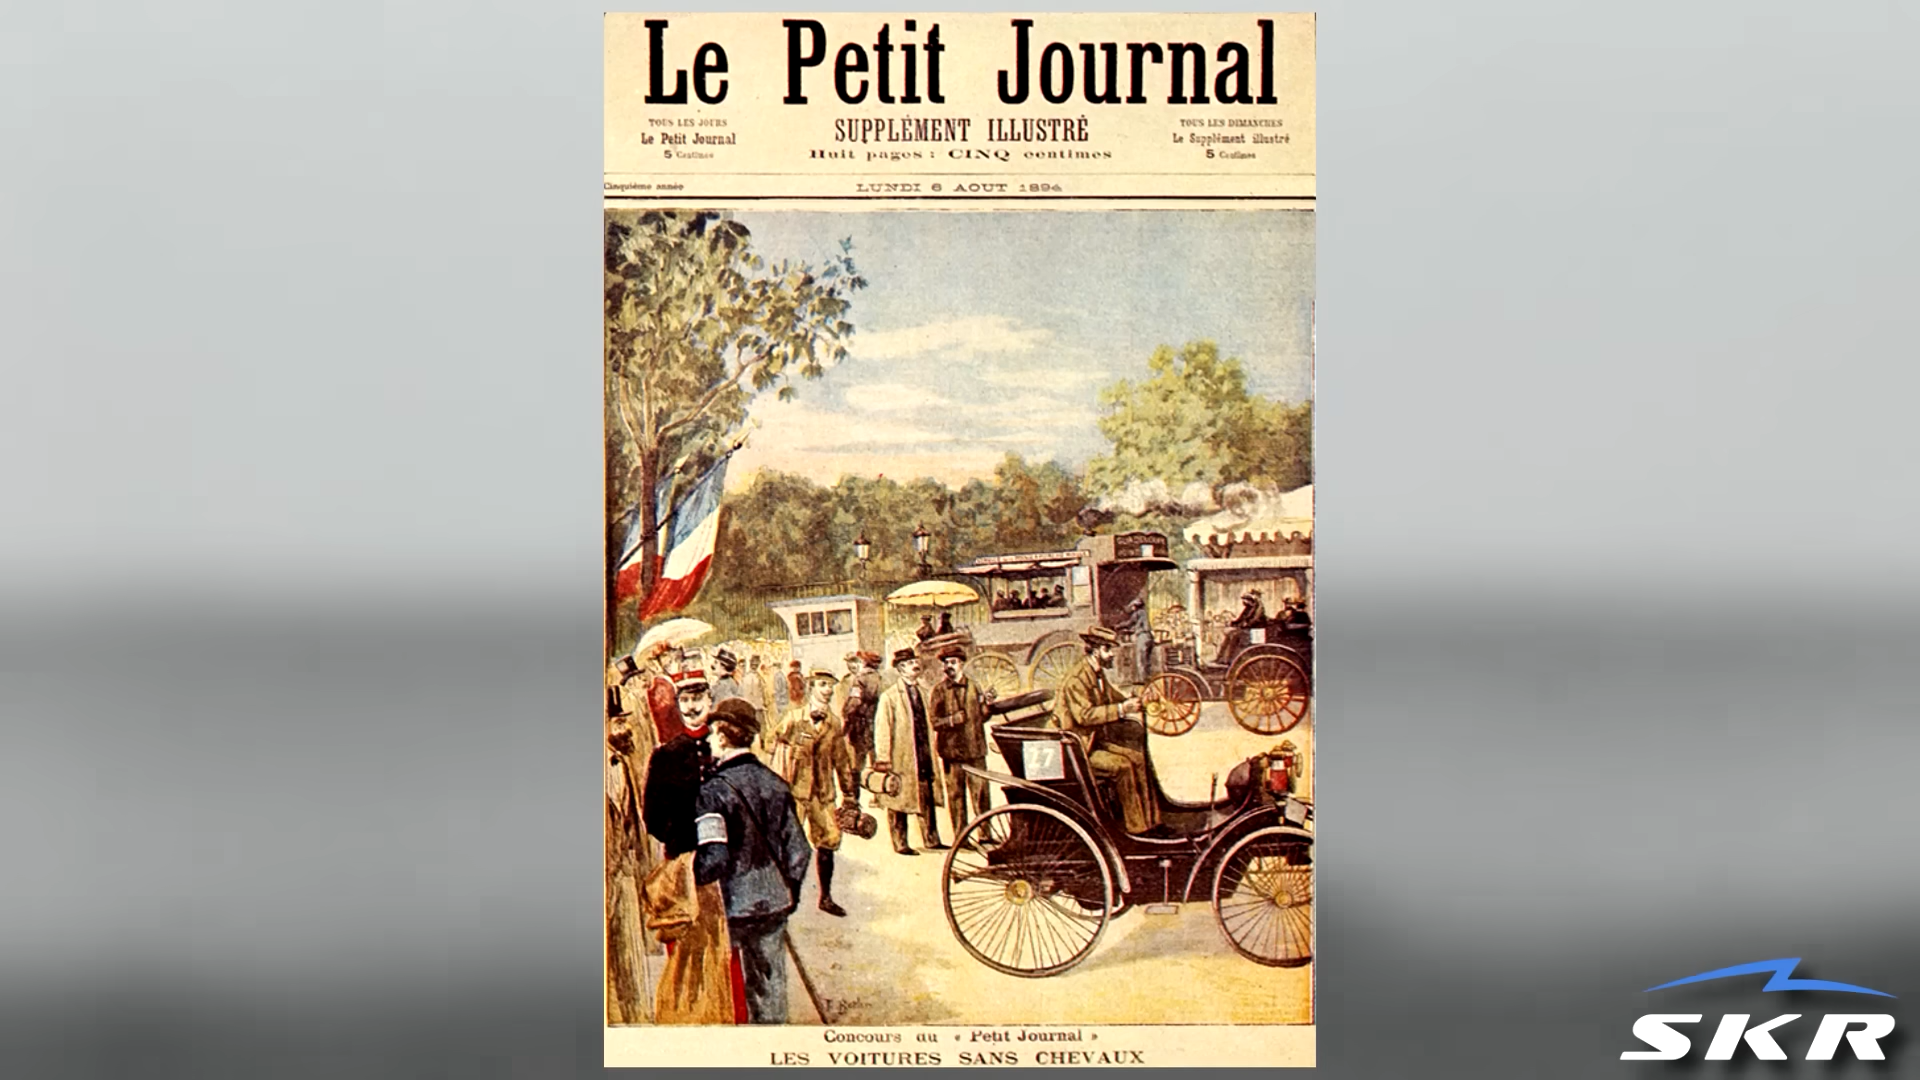 Le Petit Journal
TOUS LES JOURS
Le Petit Journal
5 Centimes
SUPPLÉMENT ILLUSTRÉ
Huit pages : CINQ centimes
TOUS LES DIMANCHES
Le Supplément illustré
5 Centimes
Cinquième année
LUNDI 6 AOUT 1894
27
Concours du « Petit Journal »
LES VOITURES SANS CHEVAUX
SKR